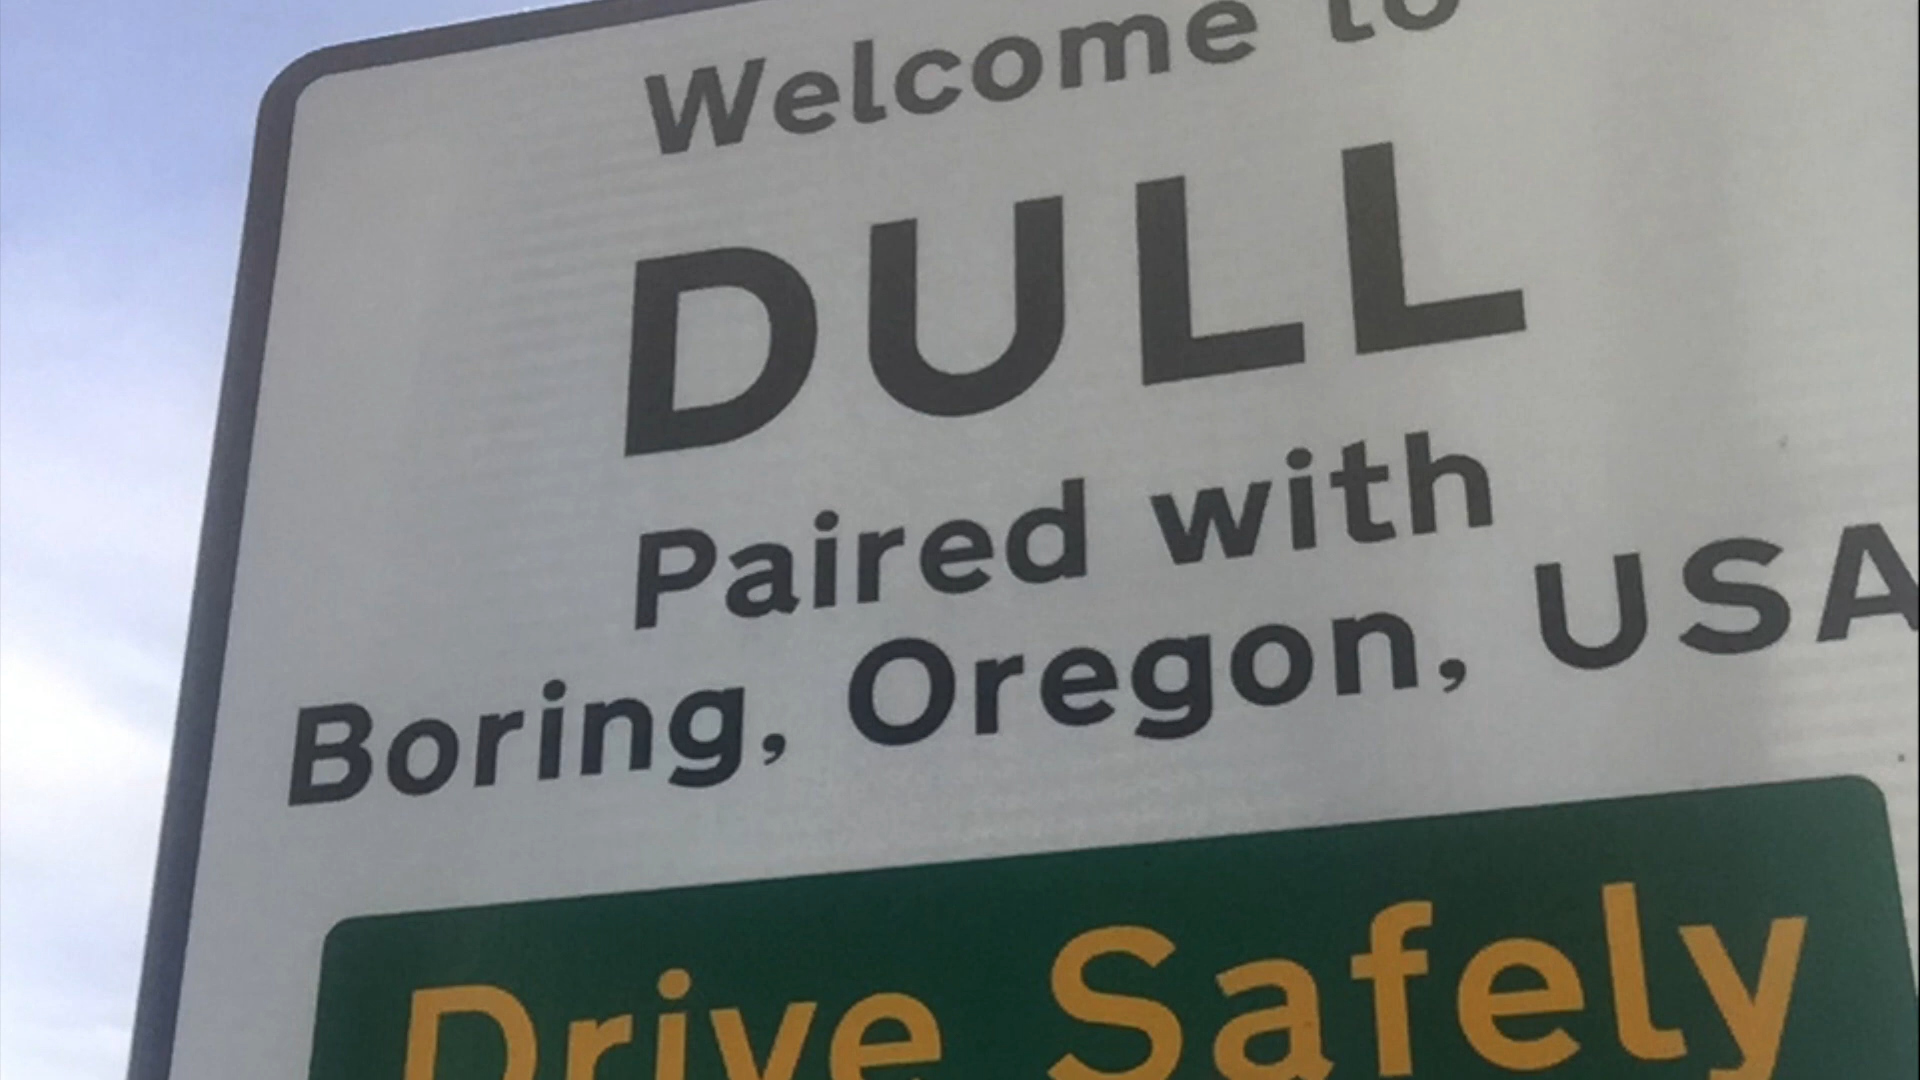 Welcome to
DULL
Paired with
Boring, Oregon, USA
Drive Safely